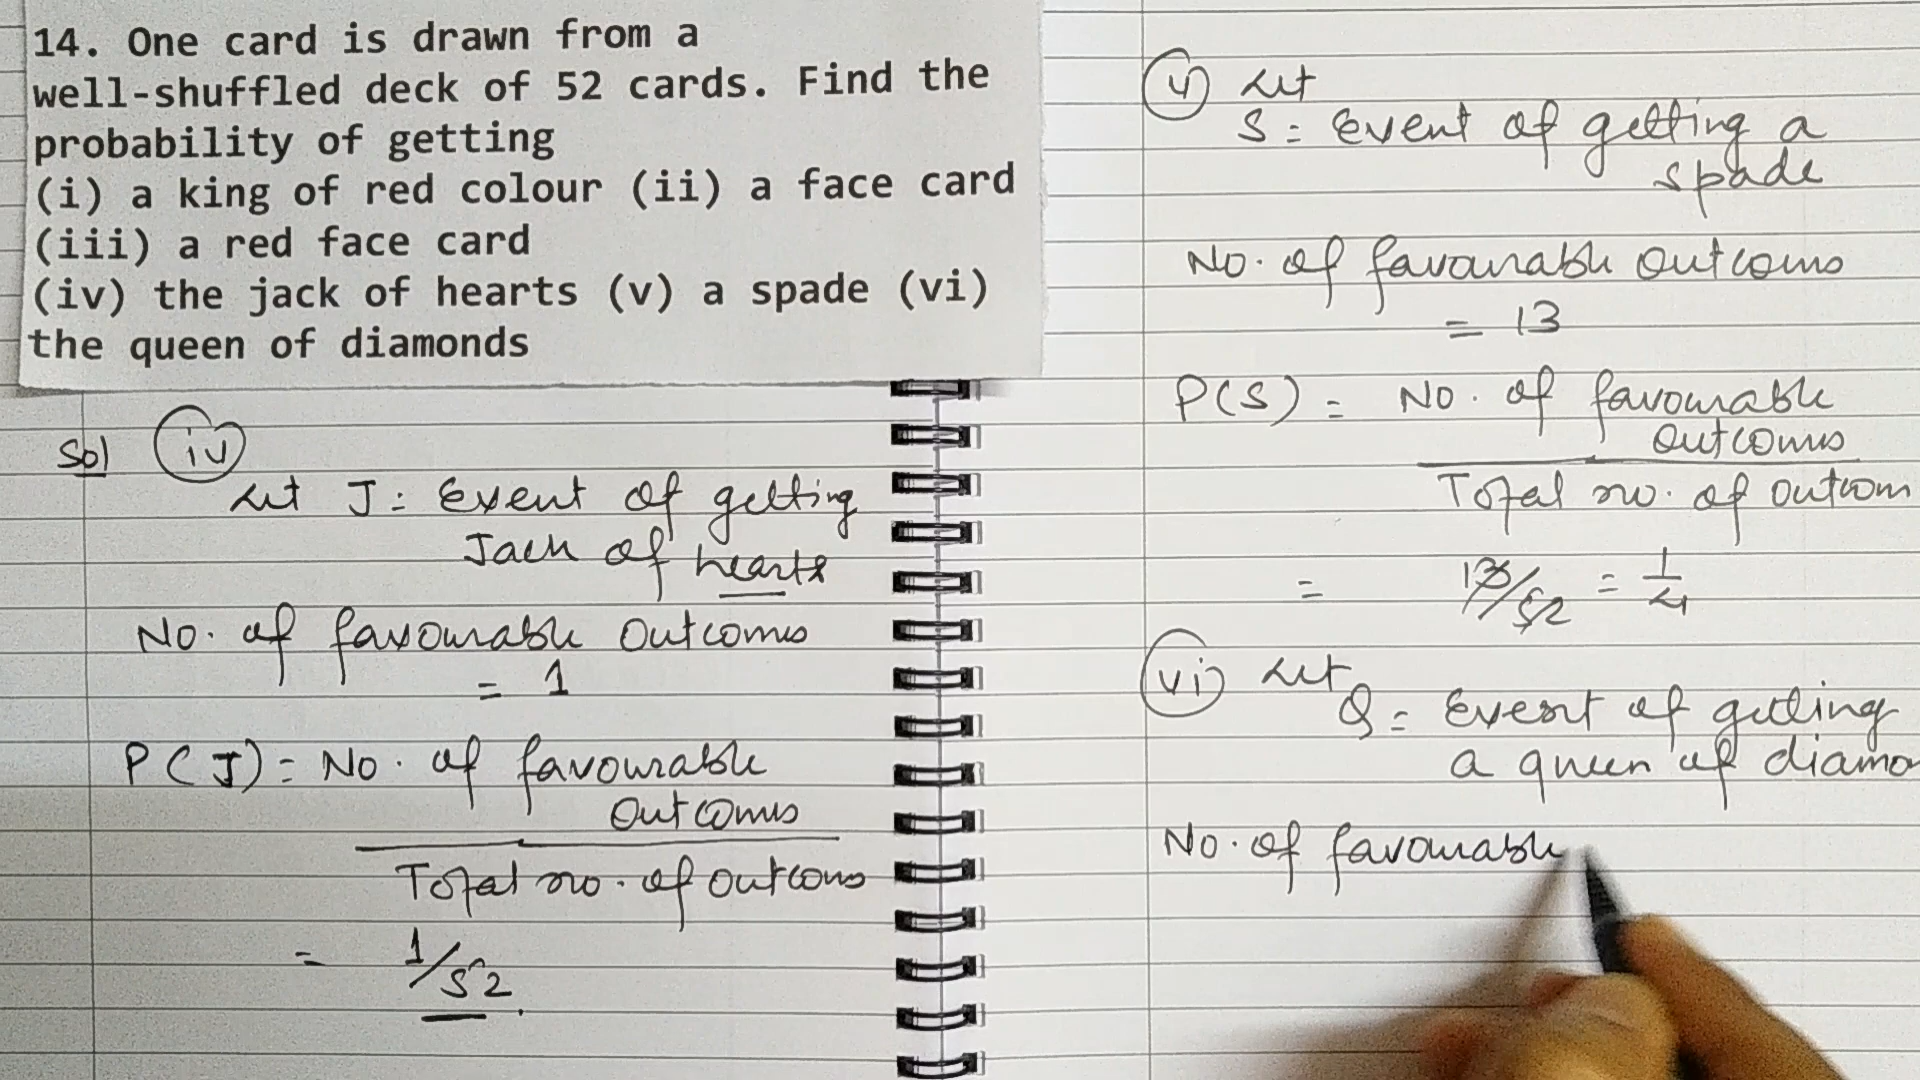 14. One card is drawn from a
well-shuffled deck of 52 cards. Find the
probability of getting
(i) a king of red colour (ii) a face card
(iii) a red face card
(iv) the jack of hearts (v) a spade (vi)
the queen of diamonds
Sol (iv)
Let J = Event of getting
Jack of hearts
No. of favourable outcomes
= 1
P(J) = No. of favourable
outcomes
Total no. of outcomes
= 1/52.
(v) Let
S = Event of getting a
spade
No. of favourable outcomes
= 13
P(S) = No. of favourable
outcomes
Total no. of outcom
= 13/52 = 1/4
(vi) Let
Q = Event of getting
a queen of diamo
No. of favourable